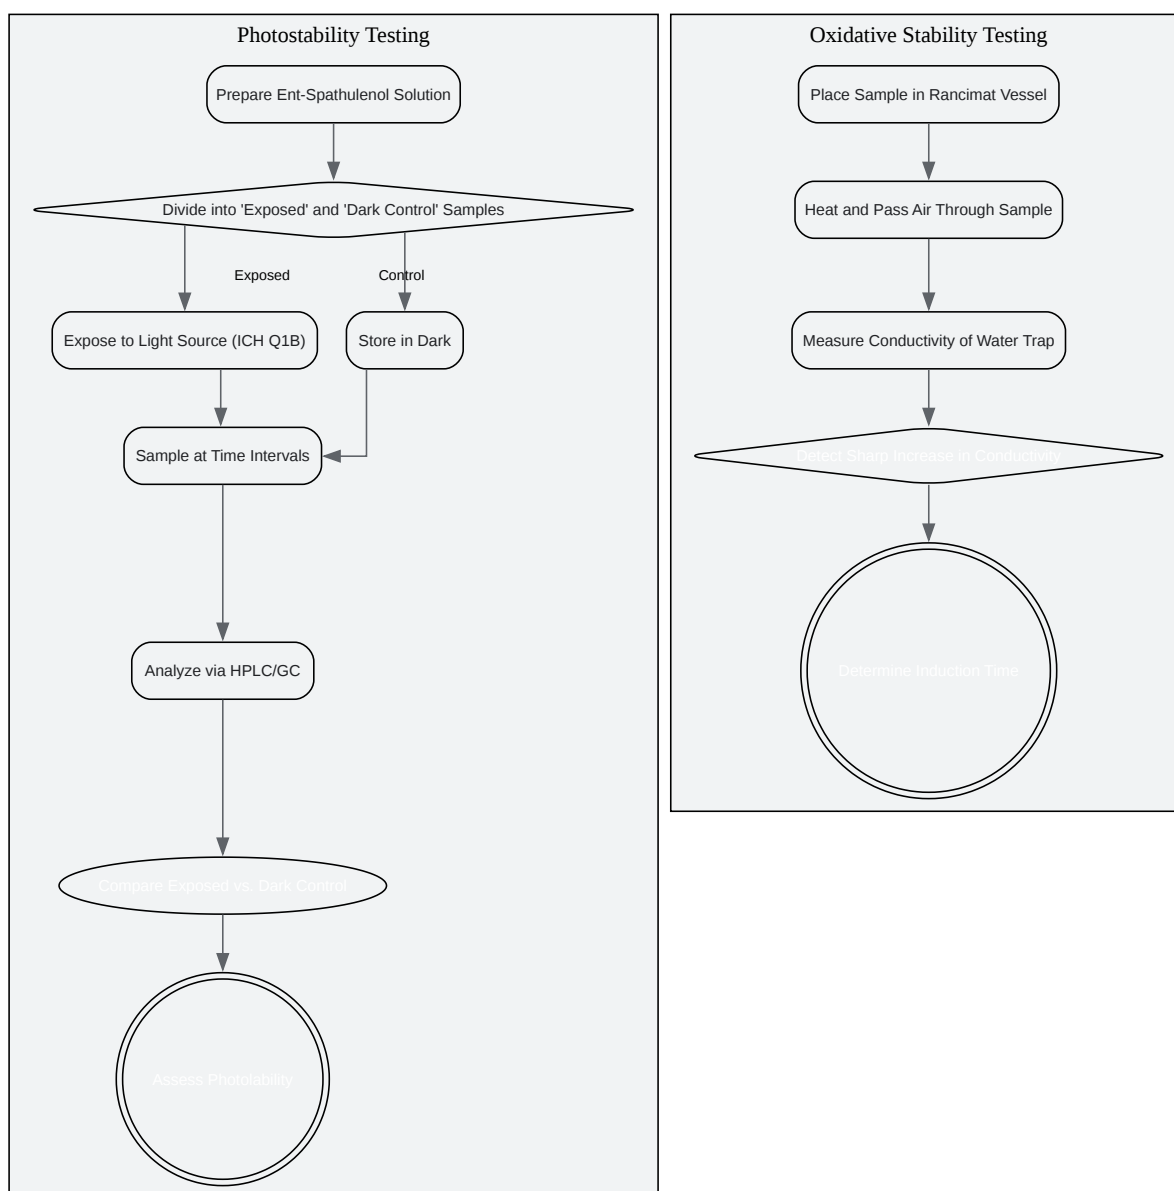 Photostability Testing
Prepare Ent-Spathulenol Solution
Divide into 'Exposed' and 'Dark Control' Samples
Exposed
Control
Expose to Light Source (ICH Q1B)
Store in Dark
Sample at Time Intervals
Analyze via HPLC/GC
Compare Exposed vs. Dark Control
Assess Photolability
Oxidative Stability Testing
Place Sample in Rancimat Vessel
Heat and Pass Air Through Sample
Measure Conductivity of Water Trap
Detect Sharp Increase in Conductivity
Determine Induction Time